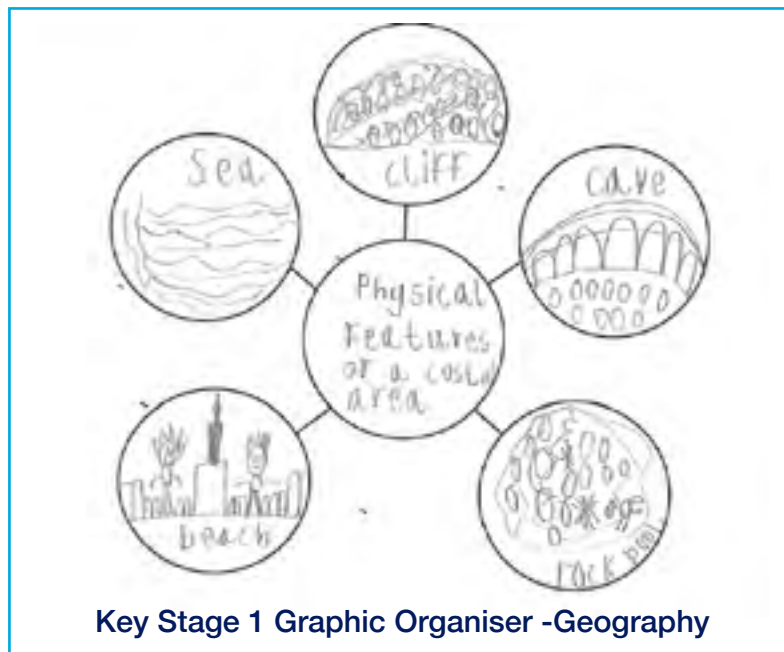 cliff
Sea
cave
Physical
Features
of a costal
area
beach
rock pool
Key Stage 1 Graphic Organiser -Geography